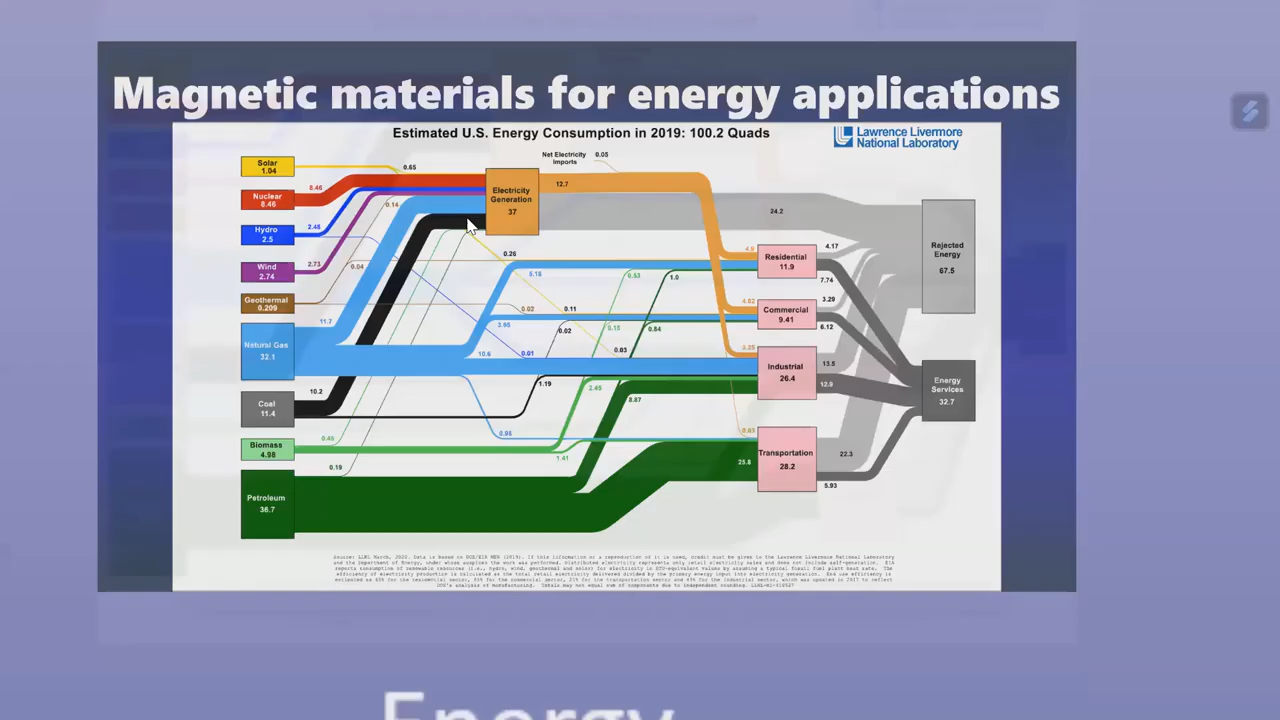 Magnetic materials for energy applications
Estimated U.S. Energy Consumption in 2019: 100.2 Quads
Lawrence Livermore
National Laboratory
Net Electricity
Imports
0.05
Solar
1.04
0.65
Nuclear
8.46
8.46
Electricity
Generation
37
12.7
24.2
0.14
Hydro
2.5
2.48
Wind
2.74
2.73
0.04
Geothermal
0.209
Natural Gas
32.1
11.7
Coal
11.4
10.2
Biomass
4.98
0.45
Petroleum
36.7
0.19
0.26
5.18
0.53
1.0
0.02
0.11
3.95
0.02
0.15
0.84
10.6
0.01
0.03
1.19
2.45
8.87
0.95
1.41
4.9
Residential
11.9
4.17
7.74
4.62
Commercial
9.41
3.29
6.12
3.25
Industrial
26.4
13.5
12.9
0.03
Transportation
28.2
25.8
22.3
5.93
Rejected
Energy
67.5
Energy
Services
32.7
Energy